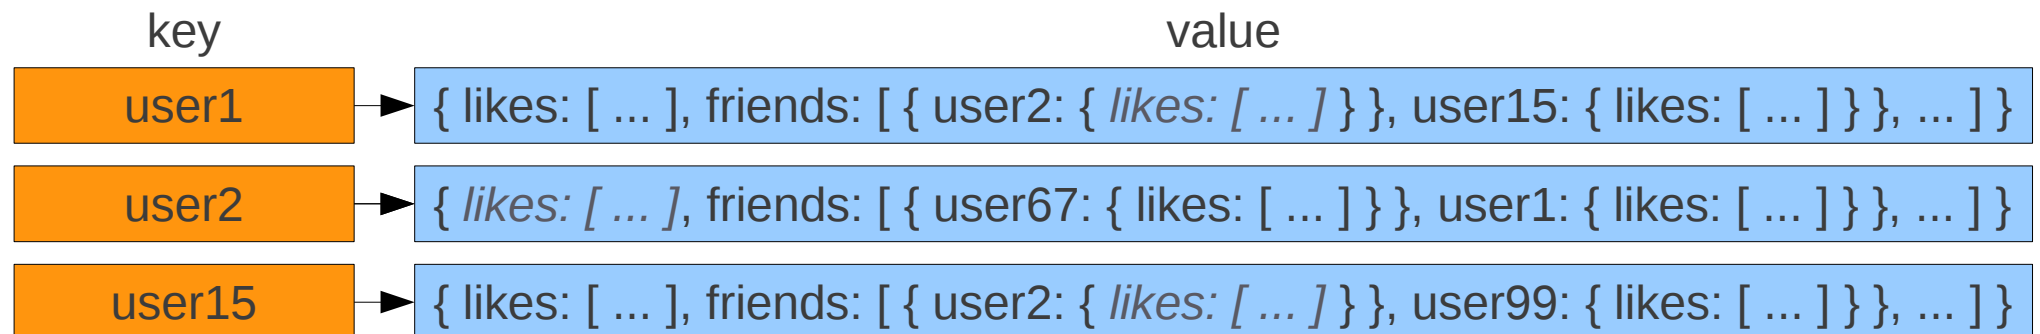 key value
user1 { likes: [ ... ], friends: [ { user2: { likes: [ ... ] } }, user15: { likes: [ ... ] } }, ... ] }
user2 { likes: [ ... ], friends: [ { user67: { likes: [ ... ] } }, user1: { likes: [ ... ] } }, ... ] }
user15 { likes: [ ... ], friends: [ { user2: { likes: [ ... ] } }, user99: { likes: [ ... ] } }, ... ] }